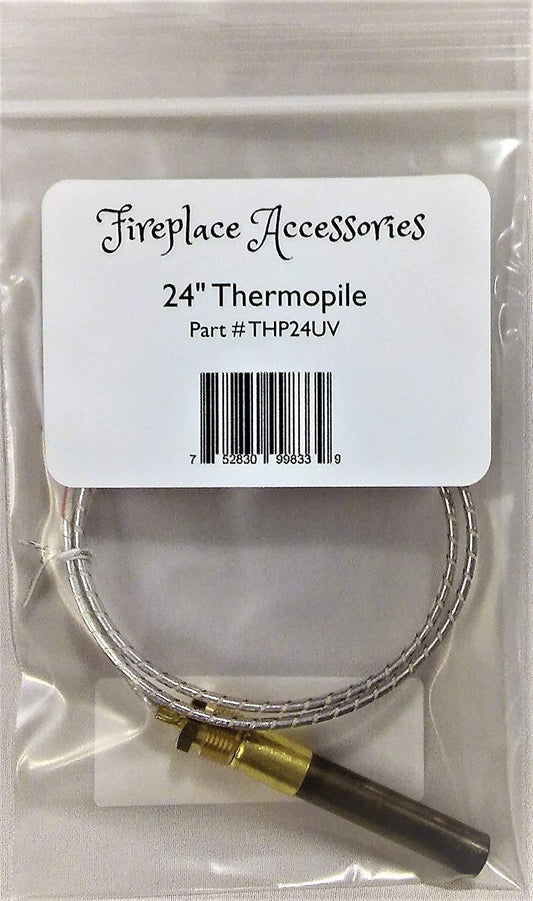 Fireplace Accessories
24" Thermopile
Part # THP24UV
7 52830 99833 9